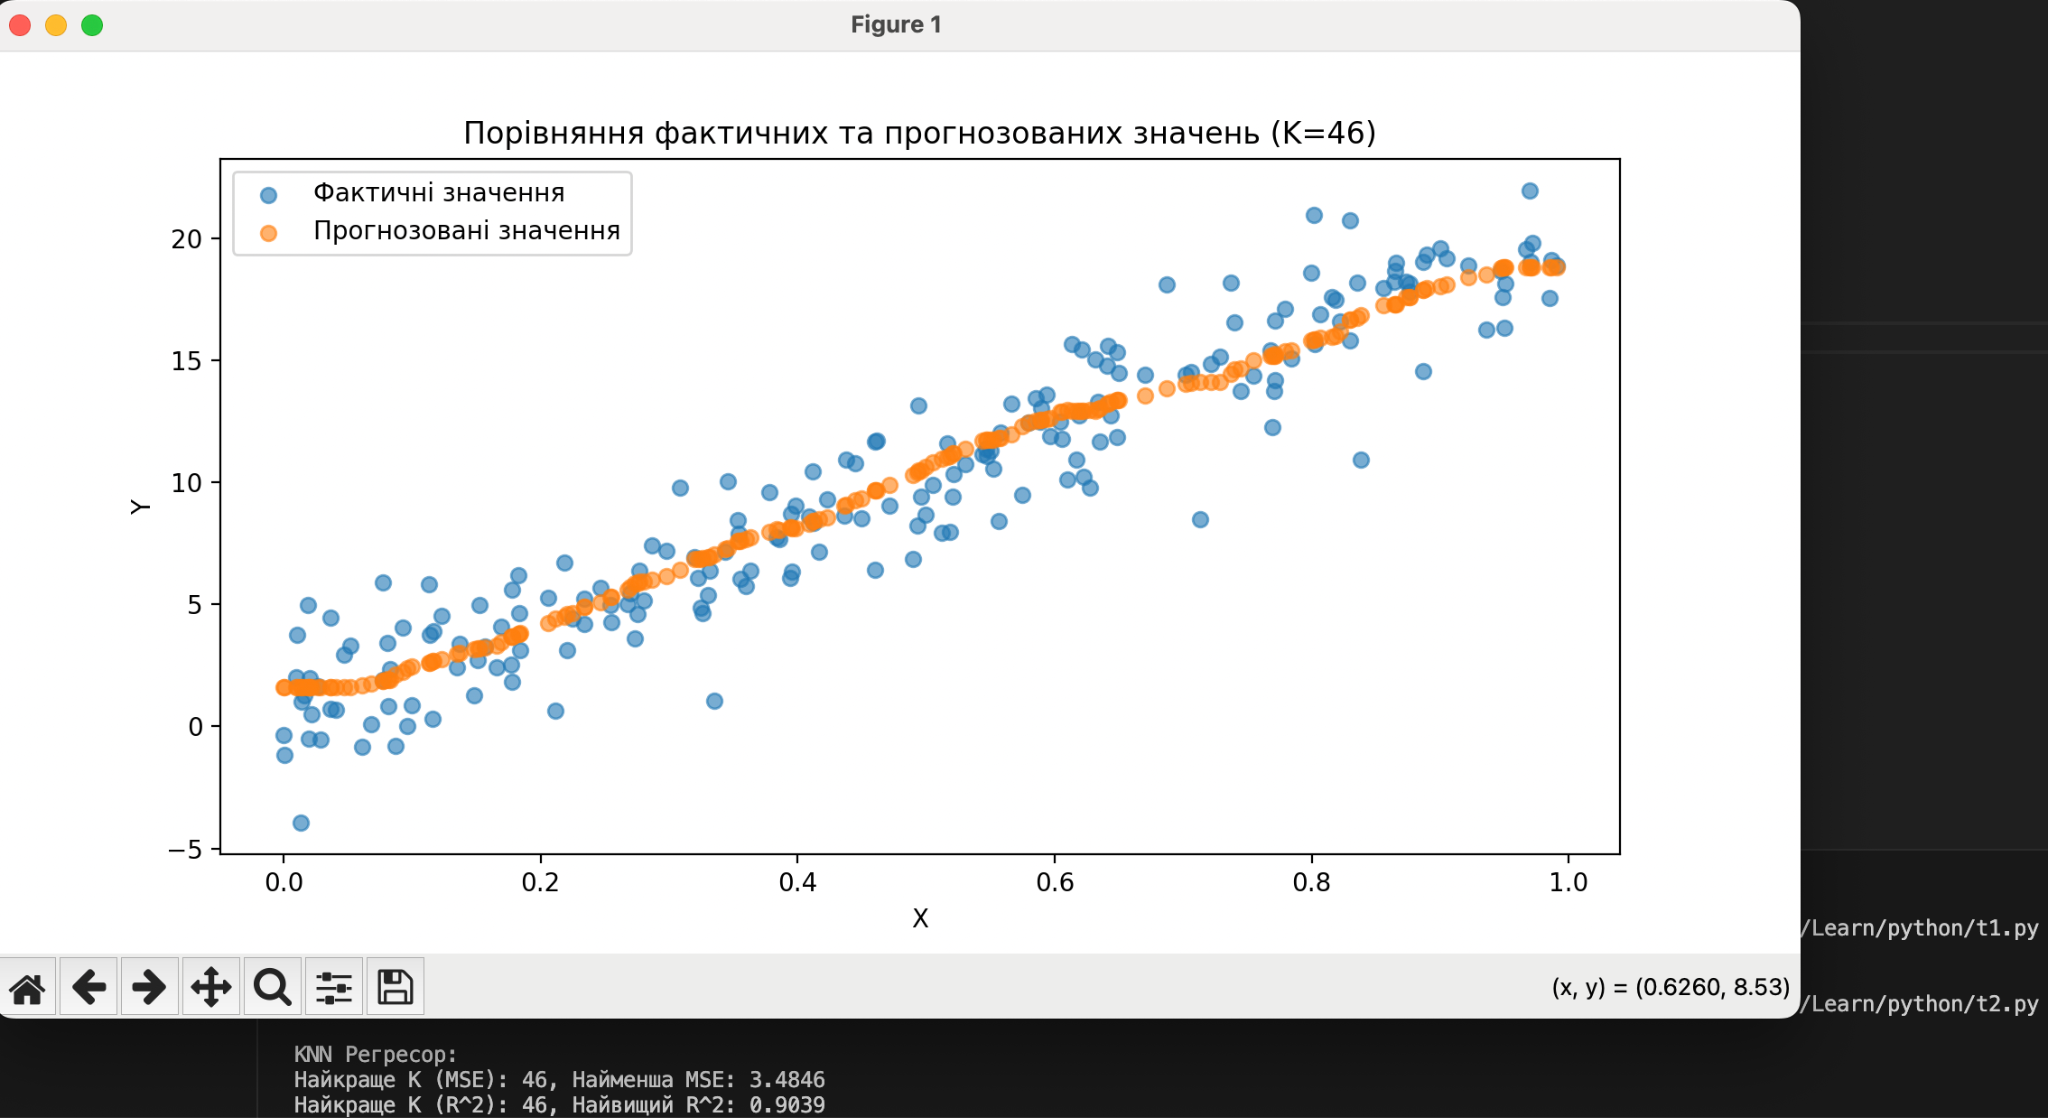 Figure 1
Порівняння фактичних та прогнозованих значень (K=46)
Фактичні значення
Прогнозовані значення
20
15
10
5
0
−5
Y
0.0 0.2 0.4 0.6 0.8 1.0
X
/Learn/python/t1.py
(x, y) = (0.6260, 8.53)
/Learn/python/t2.py
KNN Регресор:
Найкраще K (MSE): 46, Найменша MSE: 3.4846
Найкраще K (R^2): 46, Найвищий R^2: 0.9039